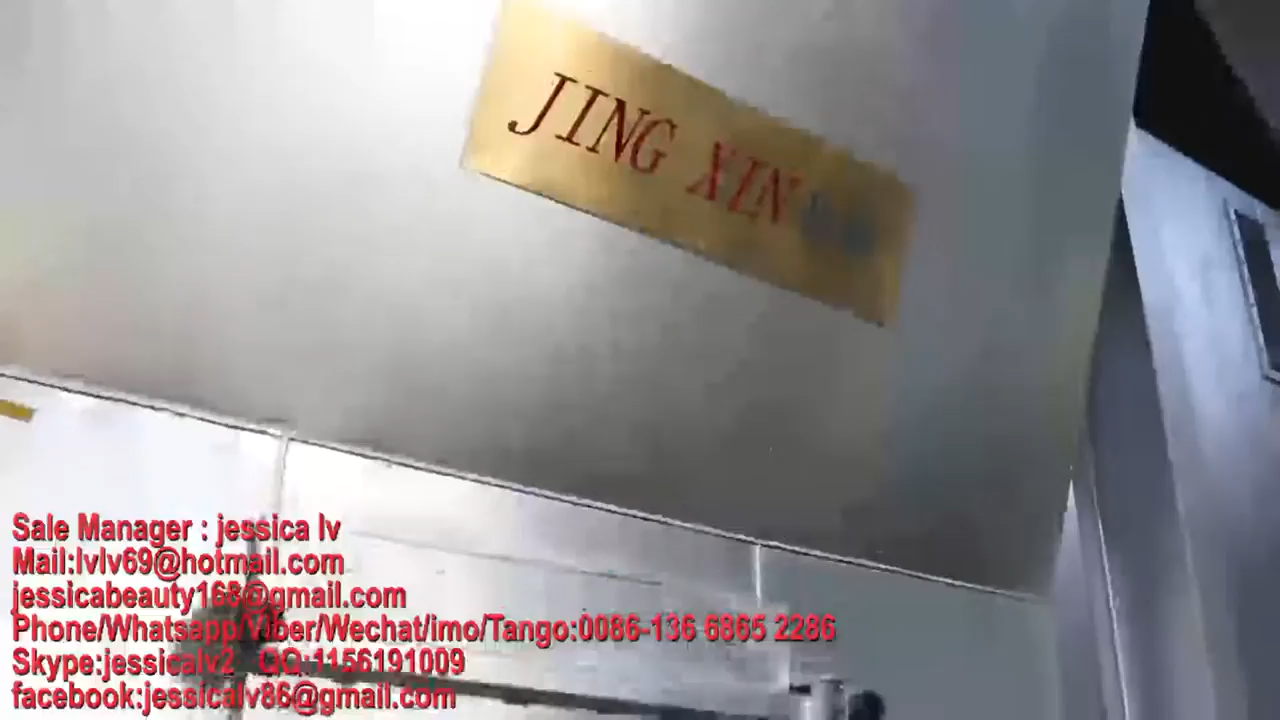 JING XIN
Sale Manager : jessica lv
Mail:lvlv69@hotmail.com
jessicabeauty168@gmail.com
Phone/Whatsapp/Viber/Wechat/imo/Tango:0086-136 6865 2286
Skype:jessicalv2 QQ:1156191009
facebook:jessicalv86@gmail.com